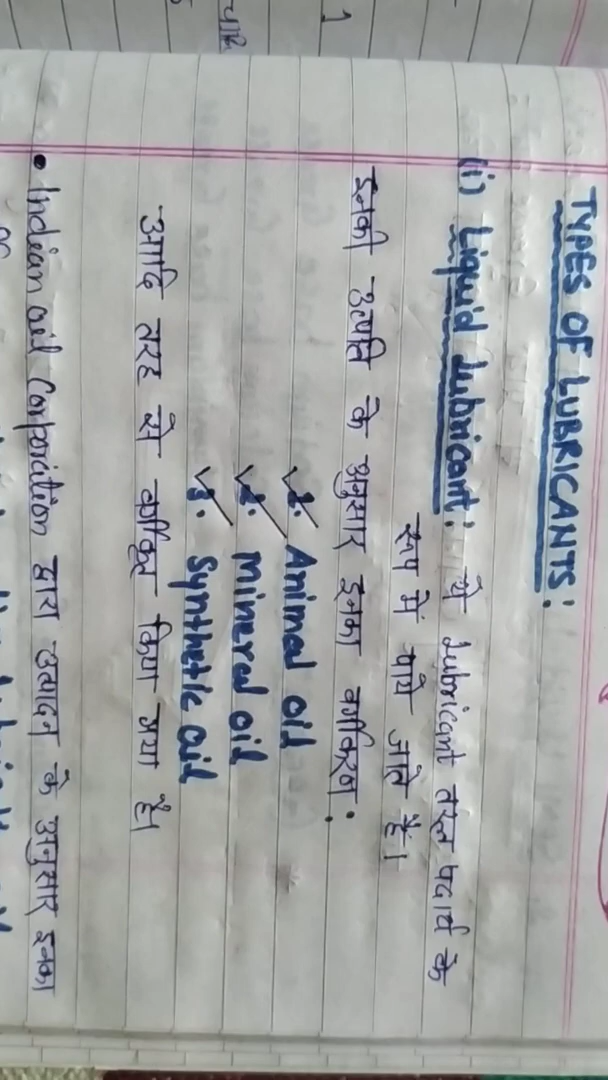 TYPES OF LUBRICANTS:
(i) Liquid Lubricant: ये Lubricant तरल पदार्थ के
रूप में पाये जाते हैं।
इनकी उत्पत्ति के अनुसार इनका वर्गीकरण:
1. Animal oil
2. mineral oil
3. Synthetic oil
आदि तरह से वर्गीकृत किया गया है।
• Indian oil Corporation द्वारा उत्पादन के अनुसार इनका